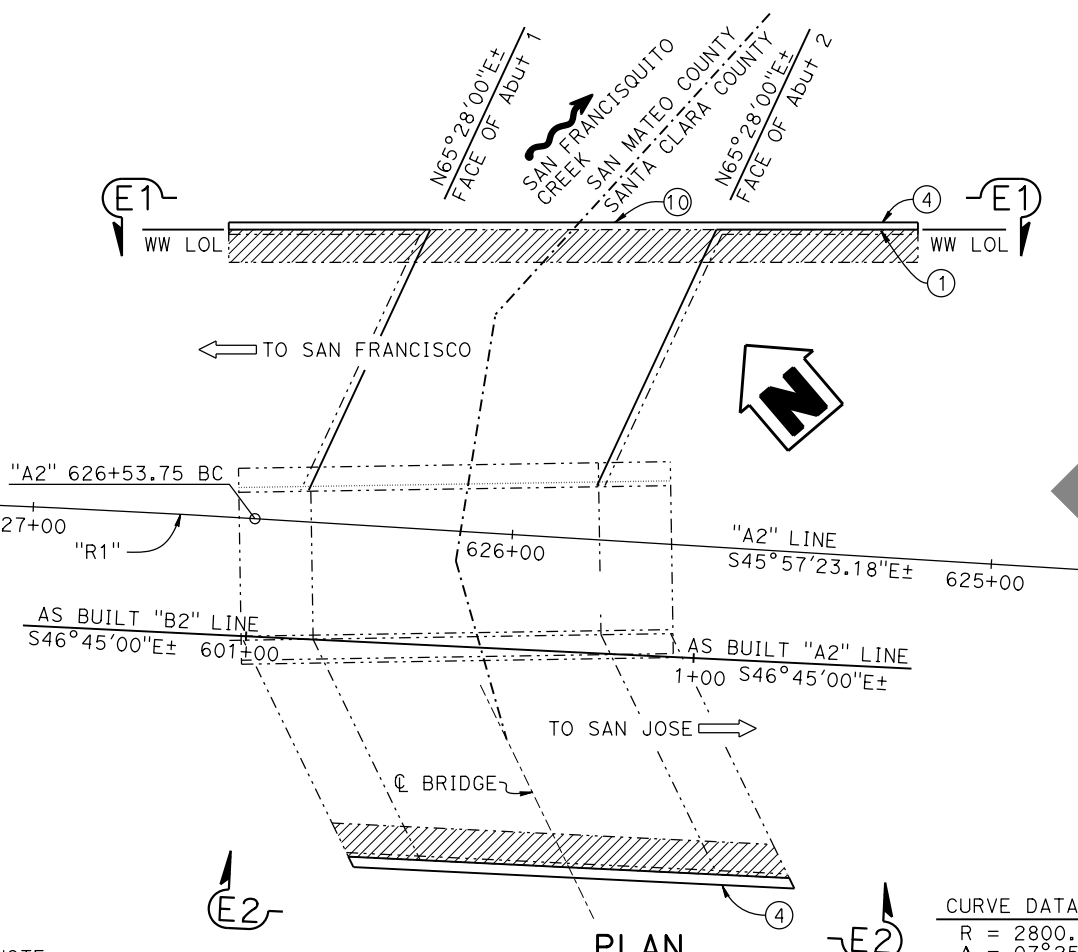 N65°28'00"E±
FACE OF Abut 1
SAN FRANCISQUITO
CREEK
SAN MATEO COUNTY
SANTA CLARA COUNTY
N65°28'00"E±
FACE OF Abut 2
E1
E1
10
4
WW LOL
WW LOL
1
TO SAN FRANCISCO
N
"A2" 626+53.75 BC
27+00
"R1"
626+00
"A2" LINE
S45°57'23.18"E±
625+00
AS BUILT "B2" LINE
S46°45'00"E±
601+00
AS BUILT "A2" LINE
1+00
S46°45'00"E±
TO SAN JOSE
℄ BRIDGE
E2
4
E2
PLAN
CURVE DATA
R = 2800.